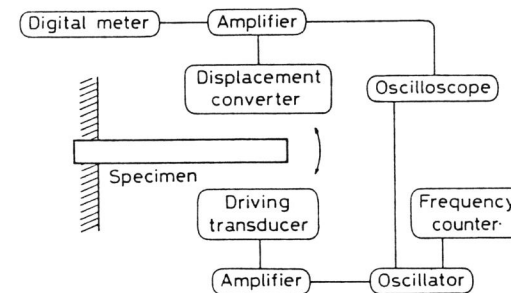 Digital meter
Amplifier
Displacement
converter
Oscilloscope
Specimen
Driving
transducer
Frequency
counter
Amplifier
Oscillator